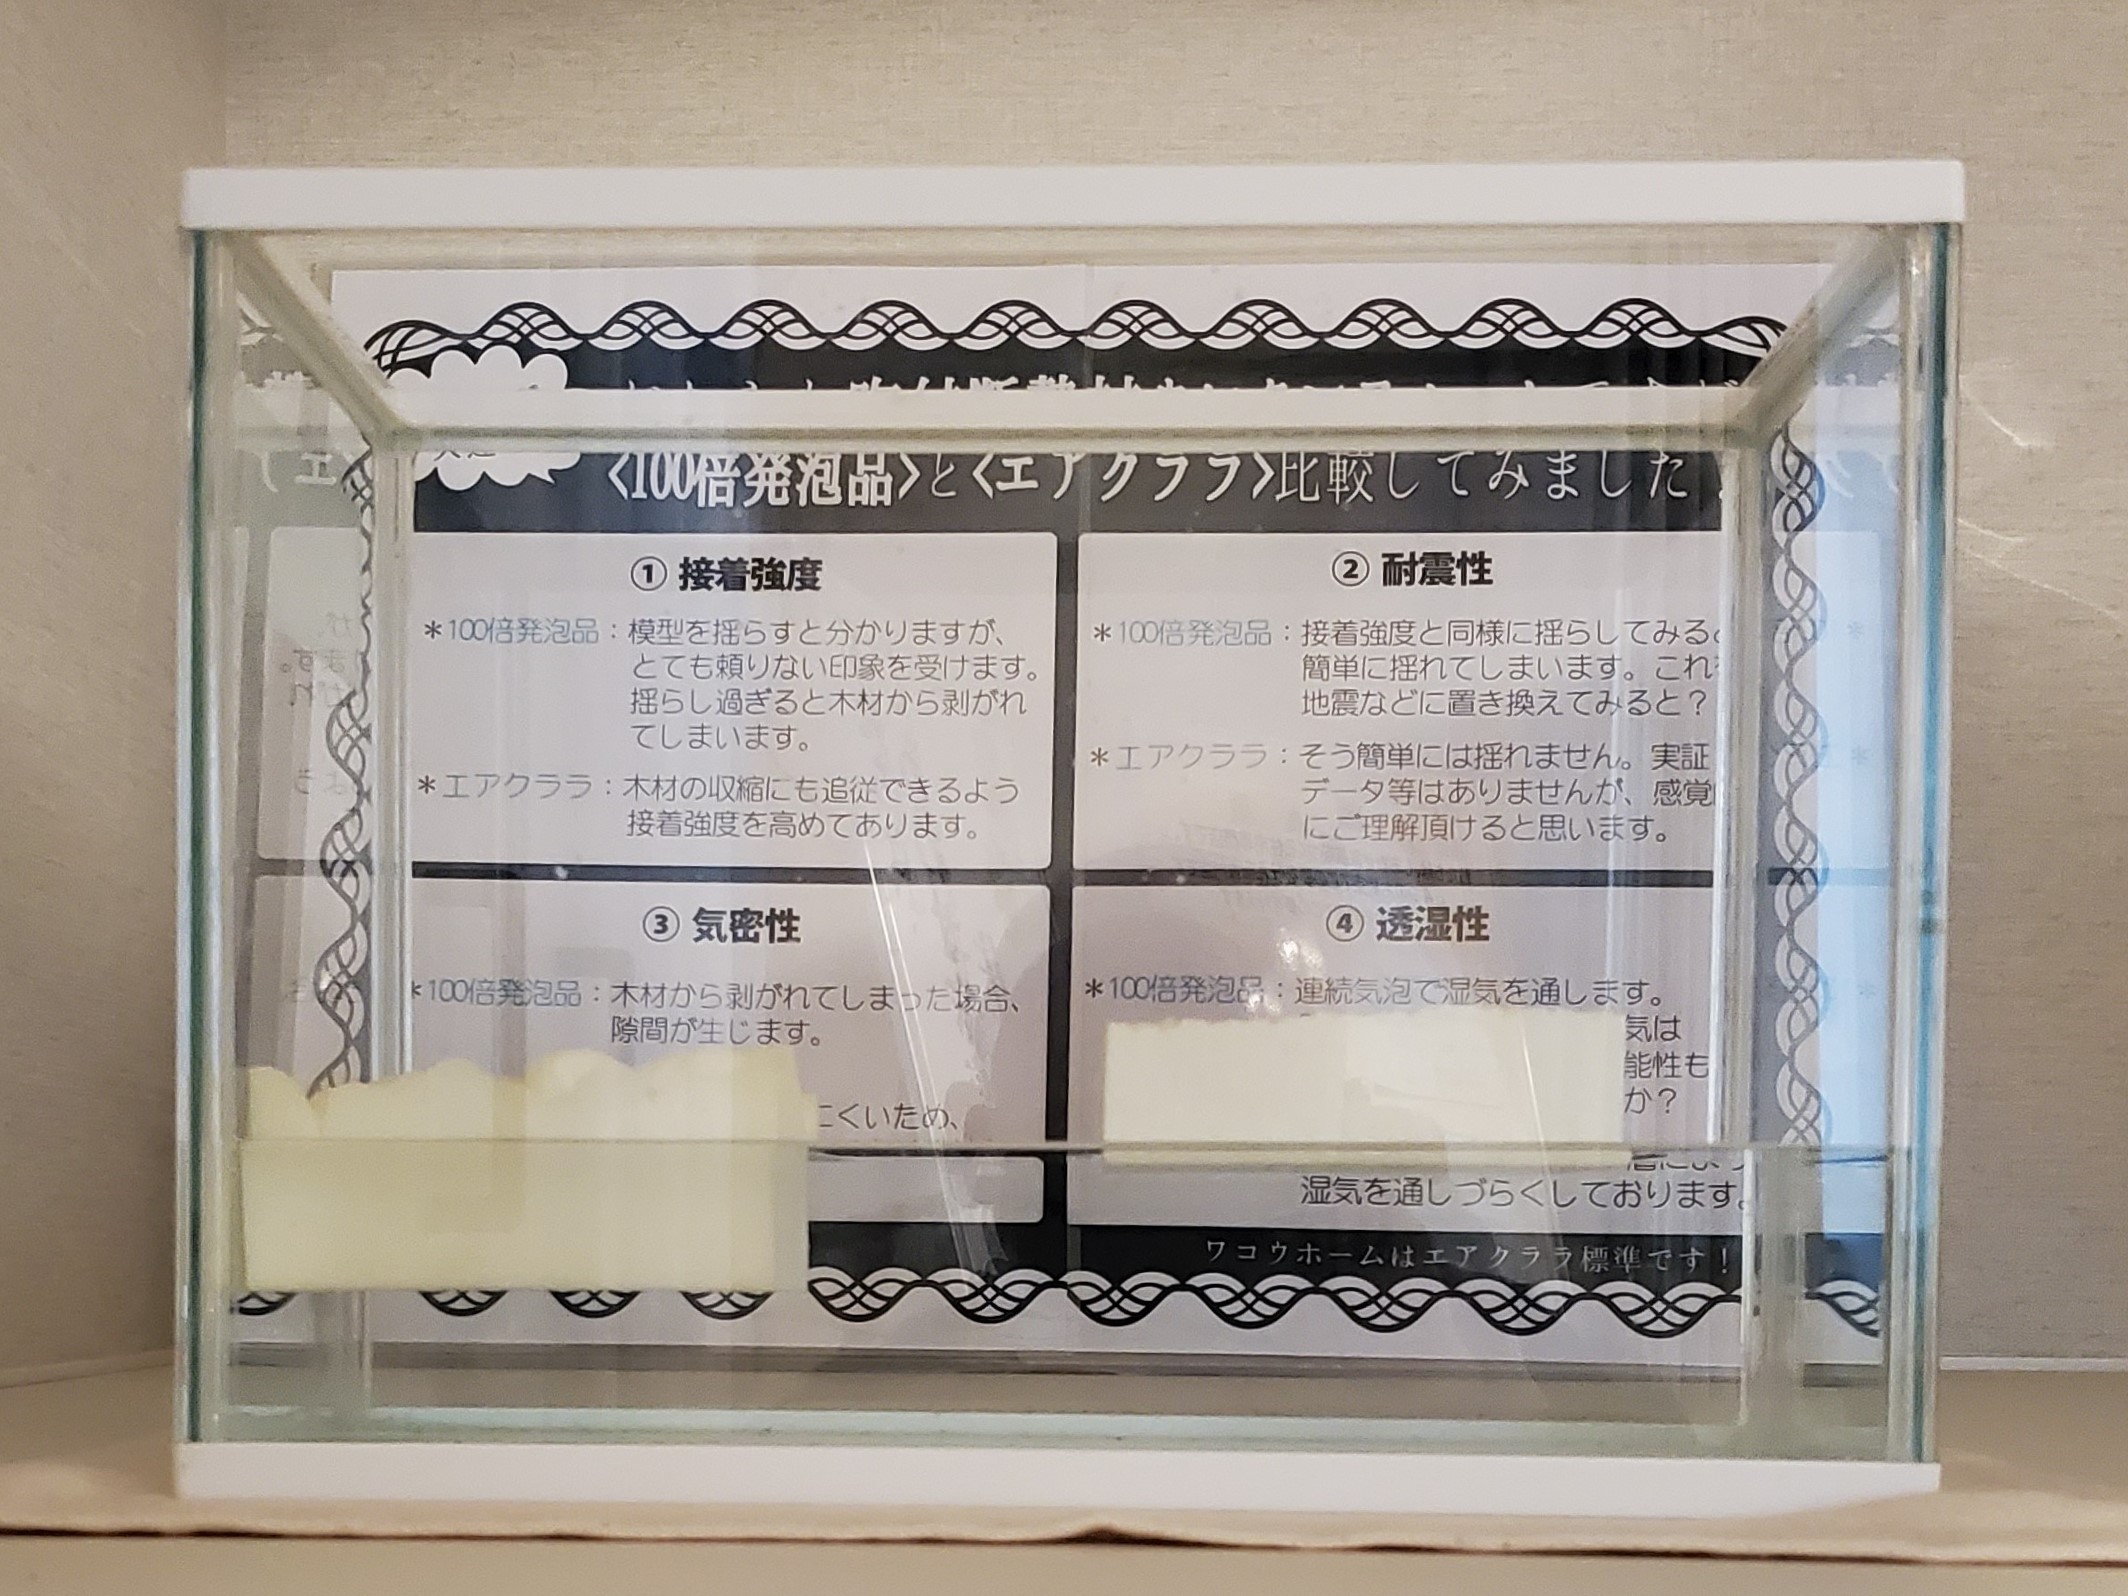 <100倍発泡品>と<エアクララ>比較してみました
① 接着強度
*100倍発泡品：模型を揺らすと分かりますが、
とても頼りない印象を受けます。
揺らし過ぎると木材から剥がれ
てしまいます。
*エアクララ：木材の収縮にも追従できるよう
接着強度を高めてあります。
② 耐震性
*100倍発泡品：接着強度と同様に揺らしてみる
簡単に揺れてしまいます。これ
地震などに置き換えてみると？
*エアクララ：そう簡単には揺れません。実証
データ等はありませんが、感覚
にご理解頂けると思います。
③ 気密性
*100倍発泡品：木材から剥がれてしまった場合、
隙間が生じます。
にくいため、
④ 透湿性
*100倍発泡品：連続気泡で湿気を通します。
気は
能性も
か？
湿気を通しづらくしております。
ワコウホームはエアクララ標準です！